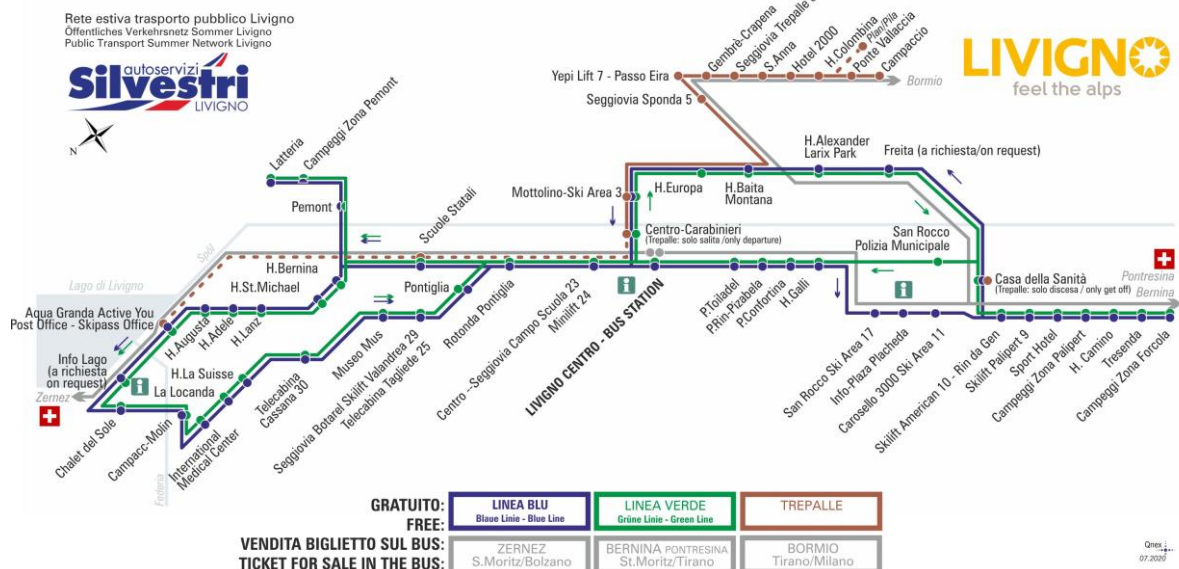 Rete estiva trasporto pubblico Livigno
Öffentliches Verkehrsnetz Sommer Livigno
Public Transport Summer Network Livigno
autoservizi
Silvestri
LIVIGNO
N
LIVIGNO
feel the alps
Gembrè-Crapena
Seggiovia Trepalle
S.Anna
Hotel 2000
H.Colombina
Plan/Pila
Ponte Vallaccia
Campaccio
Yepi Lift 7 - Passo Eira
Bormio
Seggiovia Sponda 5
Latteria
Campeggi Zona Pemont
Pemont
Scuole Statali
Mottolino-Ski Area 3
H.Europa
H.Baita
Montana
H.Alexander
Larix Park
Freita (a richiesta/on request)
Centro-Carabinieri
(Trepalle: solo salita /only departure)
San Rocco
Polizia Municipale
Casa della Sanità
(Trepalle: solo discesa / only get off)
Pontresina
Bernina
Spöl
Lago di Livigno
H.Bernina
H.St.Michael
Aqua Granda Active You
Post Office - Skipass Office
H.Augusta
H.Adele
H.Lanz
Info Lago
(a richiesta
on request)
Zernez
i
H.La Suisse
La Locanda
Chalet del Sole
Campacc-Molin
Federia
International
Medical Center
Telecabina
Cassana 30
Museo Mus
Pontiglia
Seggiovia Botarel Skilift Valandrea 29
Telecabina Tagliede 25
Rotonda Pontiglia
Centro --Seggiovia Campo Scuola 23
Minilift 24
i
LIVIGNO CENTRO - BUS STATION
P.Toiladel
P.Rin-Pizabela
P.Comfortina
H.Galli
i
San Rocco Ski Area 17
Info-Plaza Placheda
Carosello 3000 Ski Area 11
Skilift American 10 - Rin da Gen
Skilift Palipert 9
Sport Hotel
Campeggi Zona Palipert
H. Camino
Tresenda
Campeggi Zona Forcola
GRATUITO:
FREE:
LINEA BLU
Blaue Linie - Blue Line
LINEA VERDE
Grüne Linie - Green Line
TREPALLE
VENDITA BIGLIETTO SUL BUS:
TICKET FOR SALE IN THE BUS:
ZERNEZ
S.Moritz/Bolzano
BERNINA PONTRESINA
St.Moritz/Tirano
BORMIO
Tirano/Milano
Qnex
07.2020